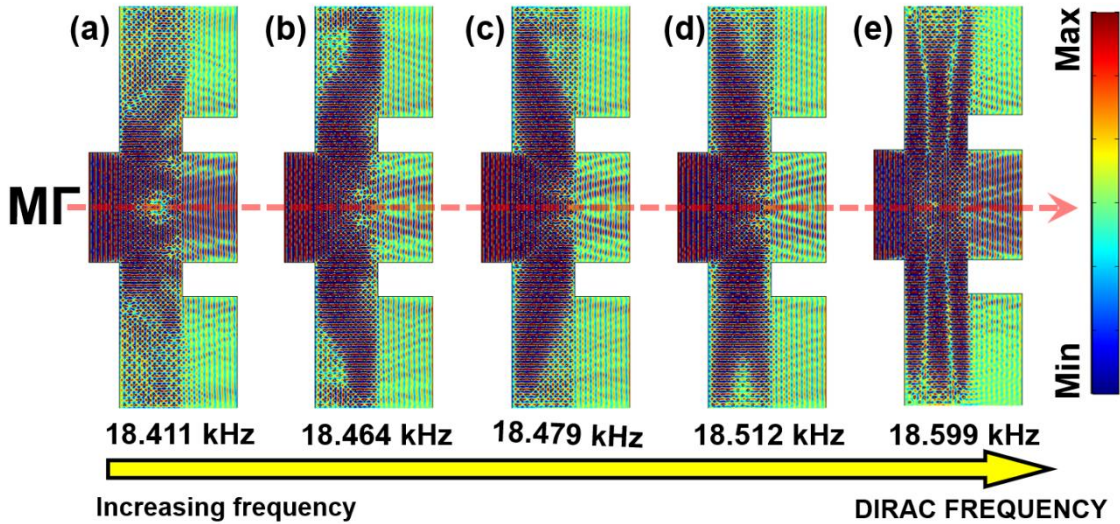 (a) (b) (c) (d) (e)
Max
ΜΓ
Min
18.411 kHz 18.464 kHz 18.479 kHz 18.512 kHz 18.599 kHz
Increasing frequency DIRAC FREQUENCY